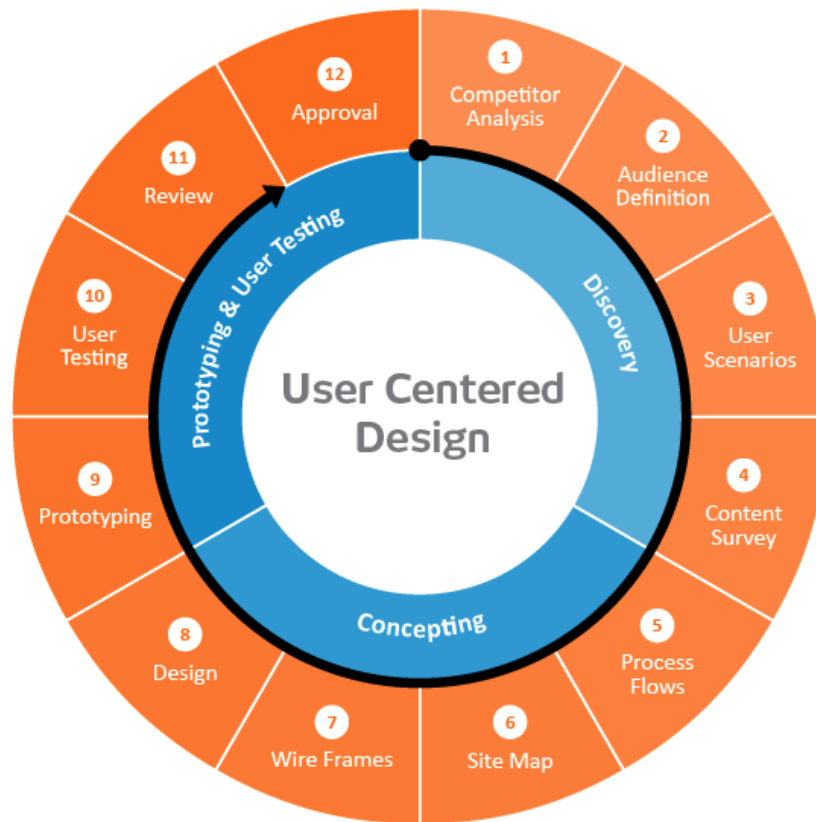 1
Competitor
Analysis
2
Audience
Definition
3
User
Scenarios
4
Content
Survey
5
Process
Flows
6
Site Map
7
Wire Frames
8
Design
9
Prototyping
10
User
Testing
11
Review
12
Approval
Discovery
Concepting
Prototyping & User Testing
User Centered
Design